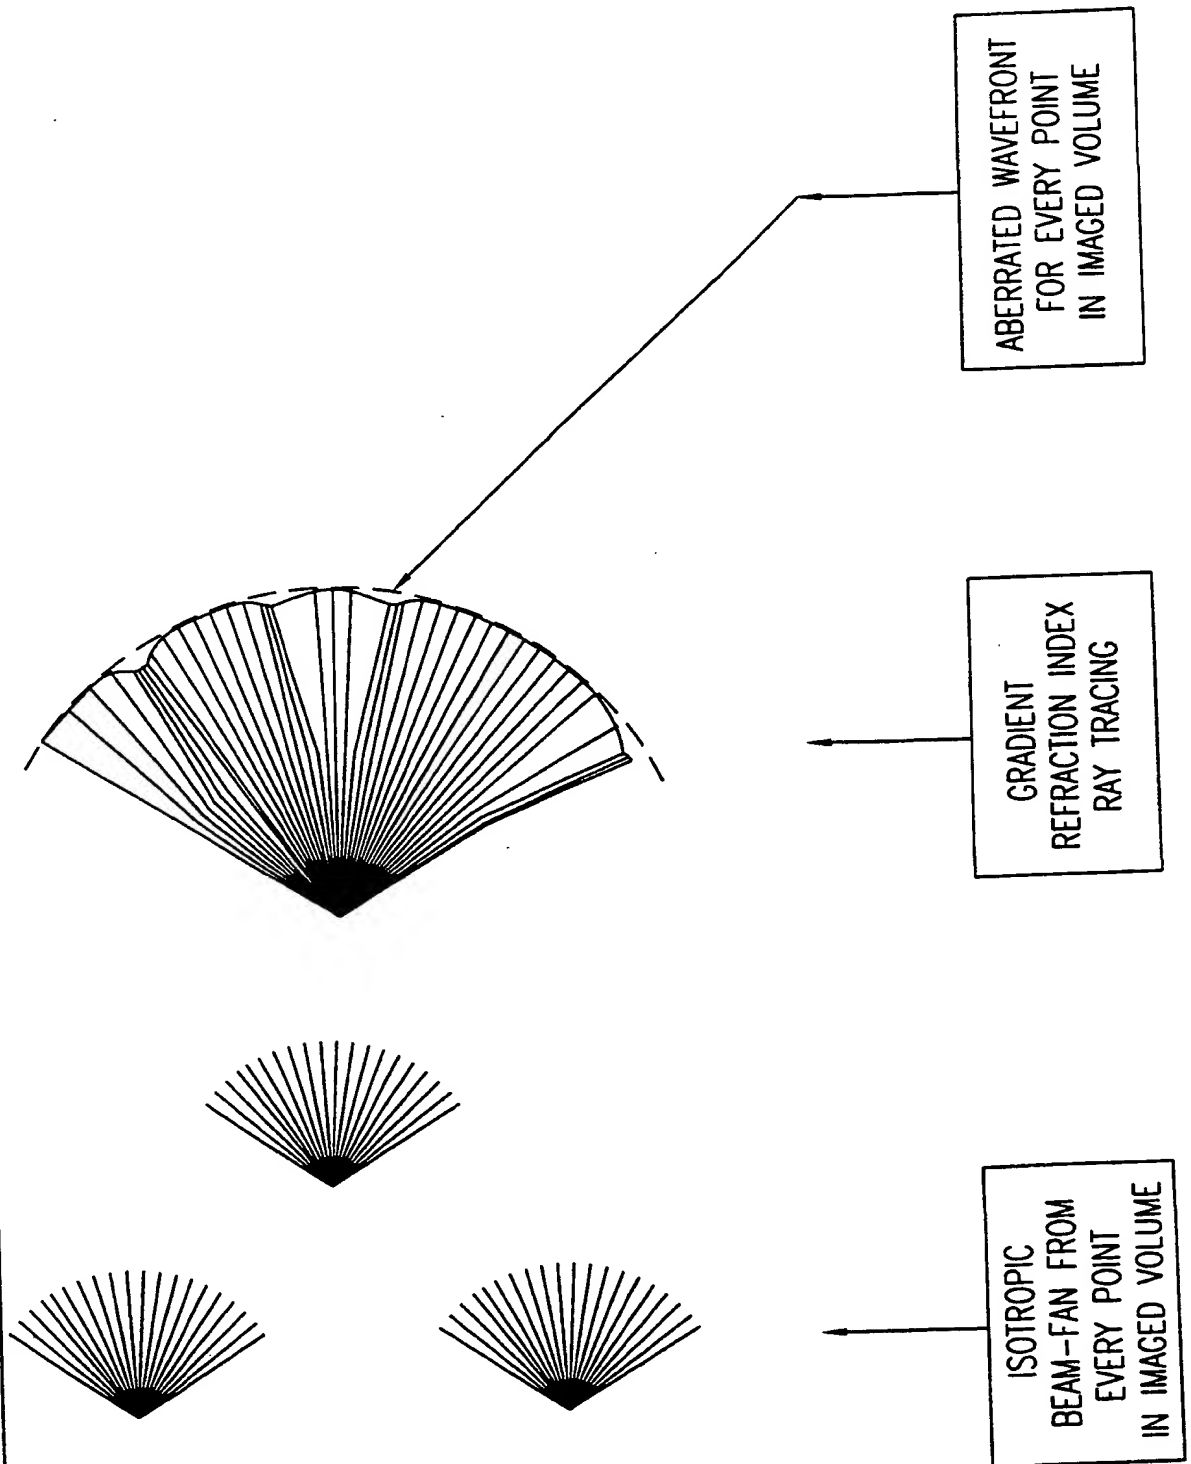 ISOTROPIC
BEAM-FAN FROM
EVERY POINT
IN IMAGED VOLUME
GRADIENT
REFRACTION INDEX
RAY TRACING
ABERRATED WAVEFRONT
FOR EVERY POINT
IN IMAGED VOLUME